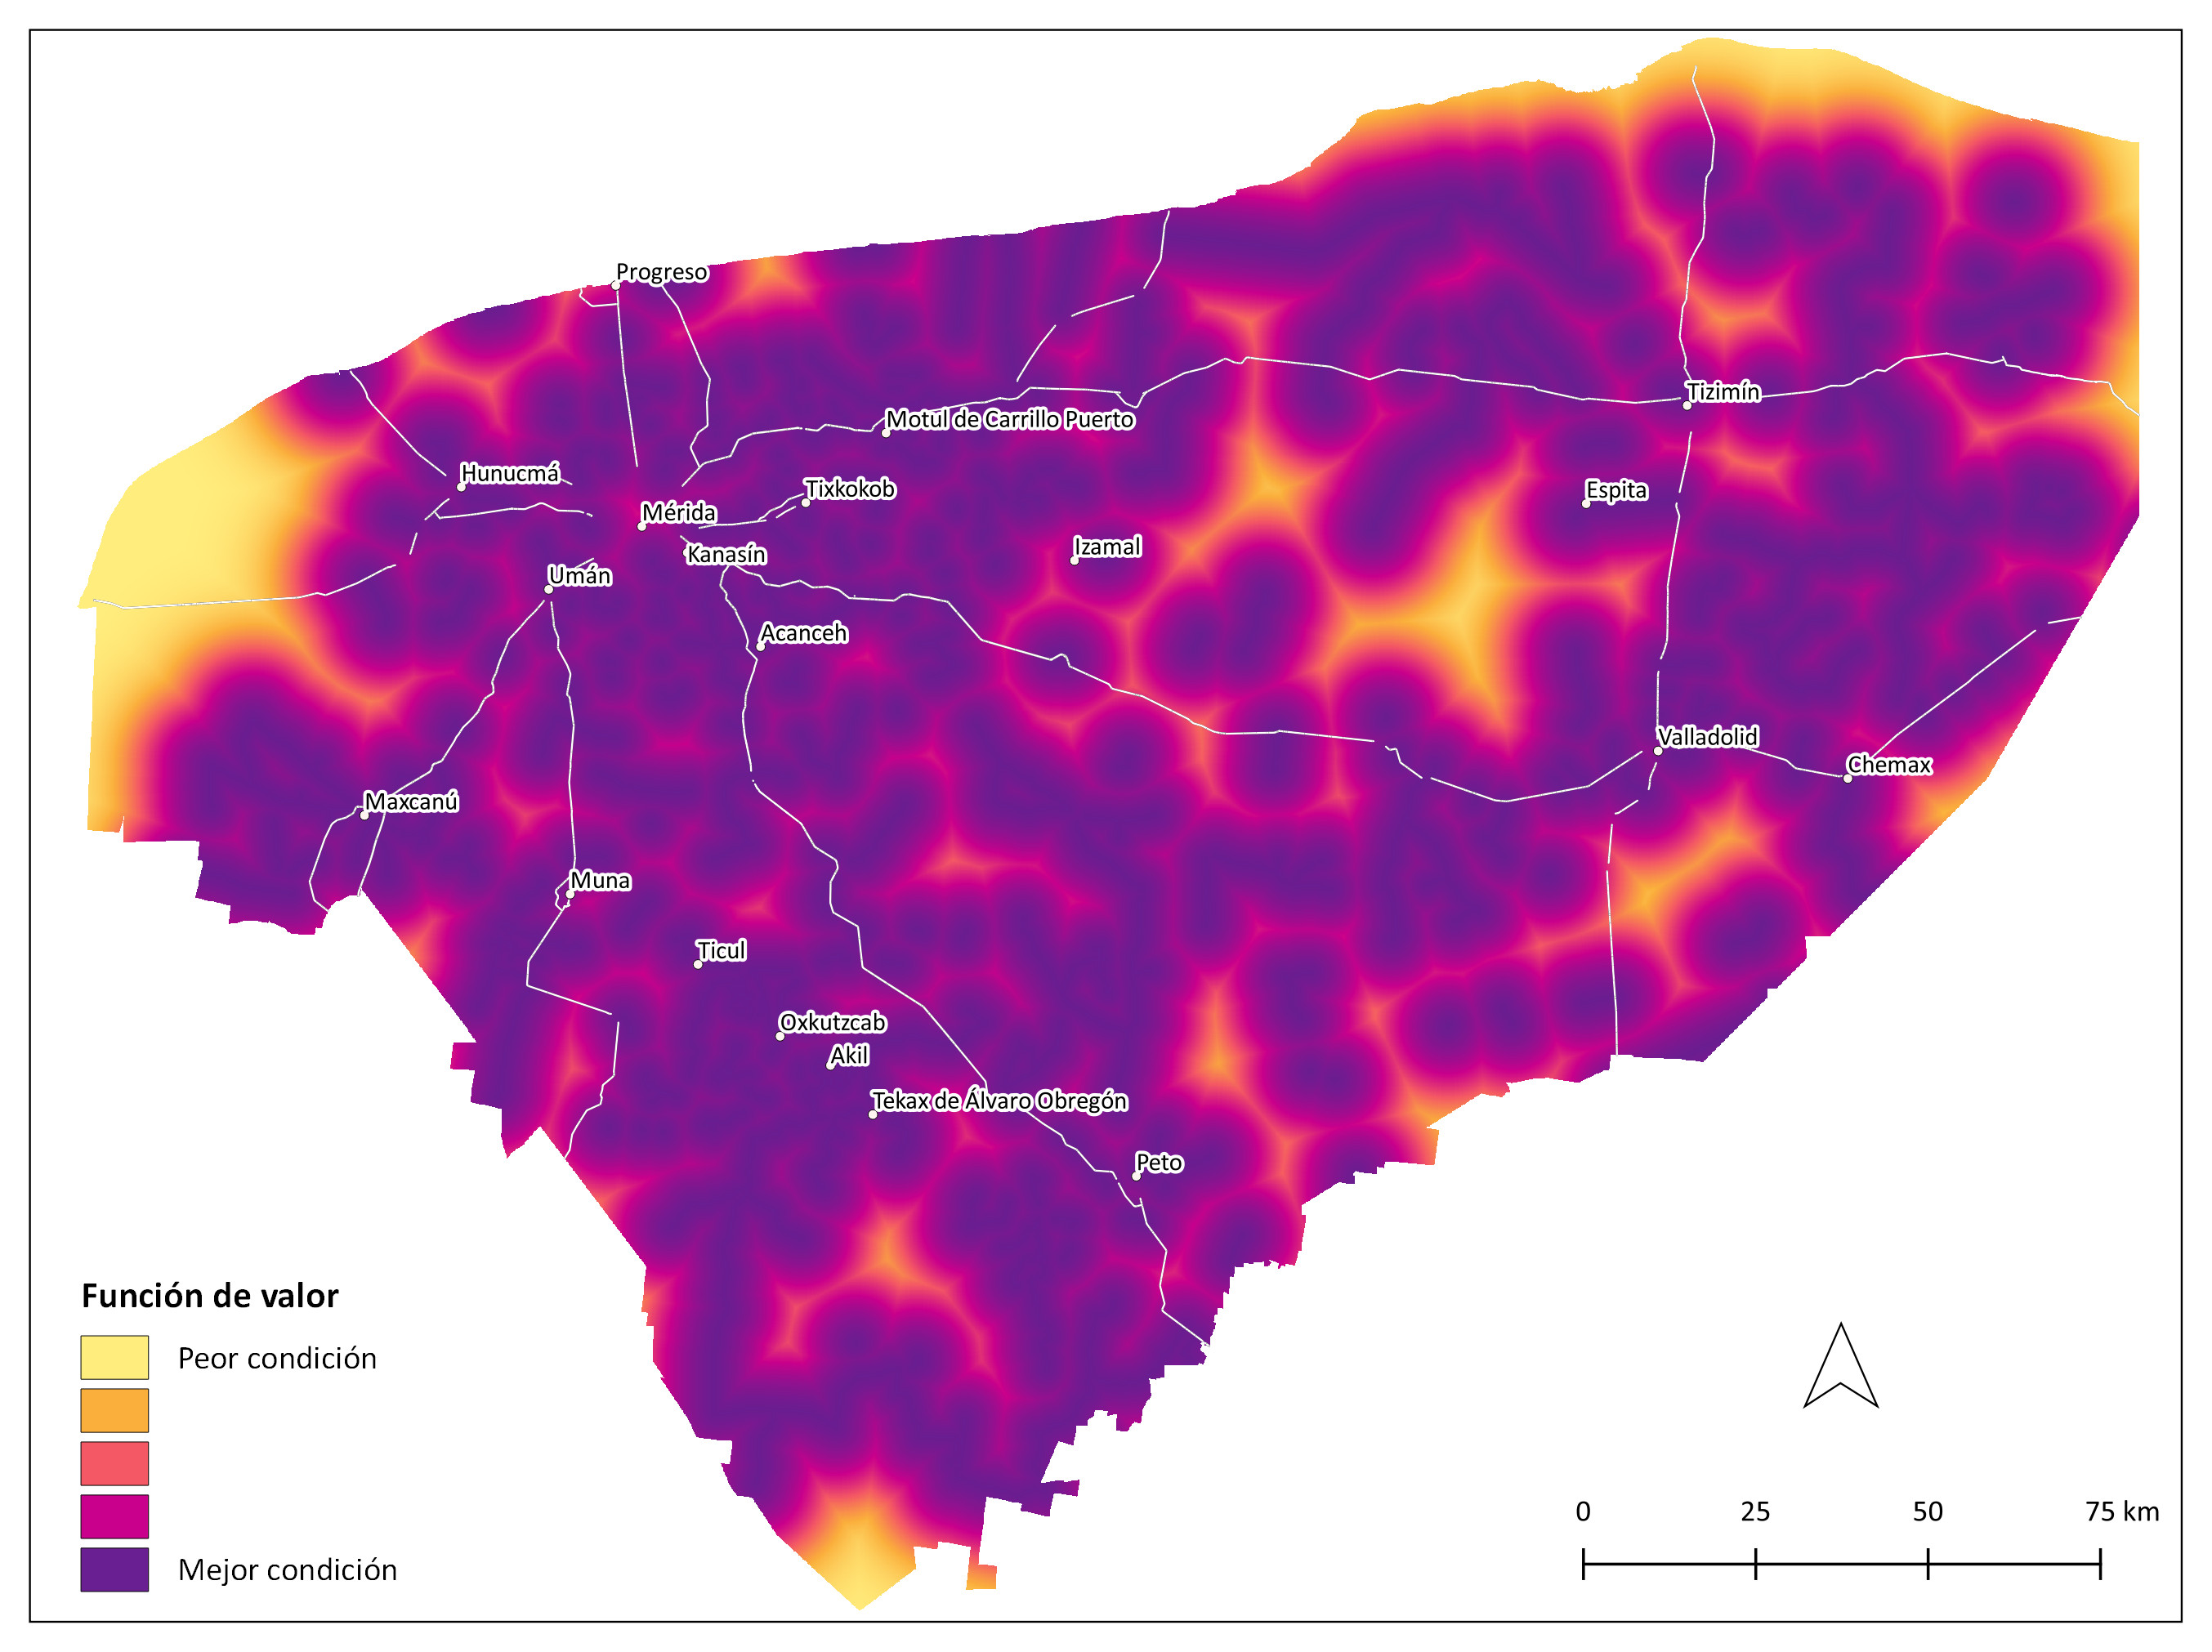 Progreso
Tizimín
Motul de Carrillo Puerto
Hunucmá
Tixkokob
Espita
Mérida
Izamal
Kanasín
Umán
Acanceh
Valladolid
Chemax
Maxcanú
Muna
Ticul
Oxkutzcab
Akil
Tekax de Álvaro Obregón
Peto
Función de valor
Peor condición
Mejor condición
0 25 50 75 km